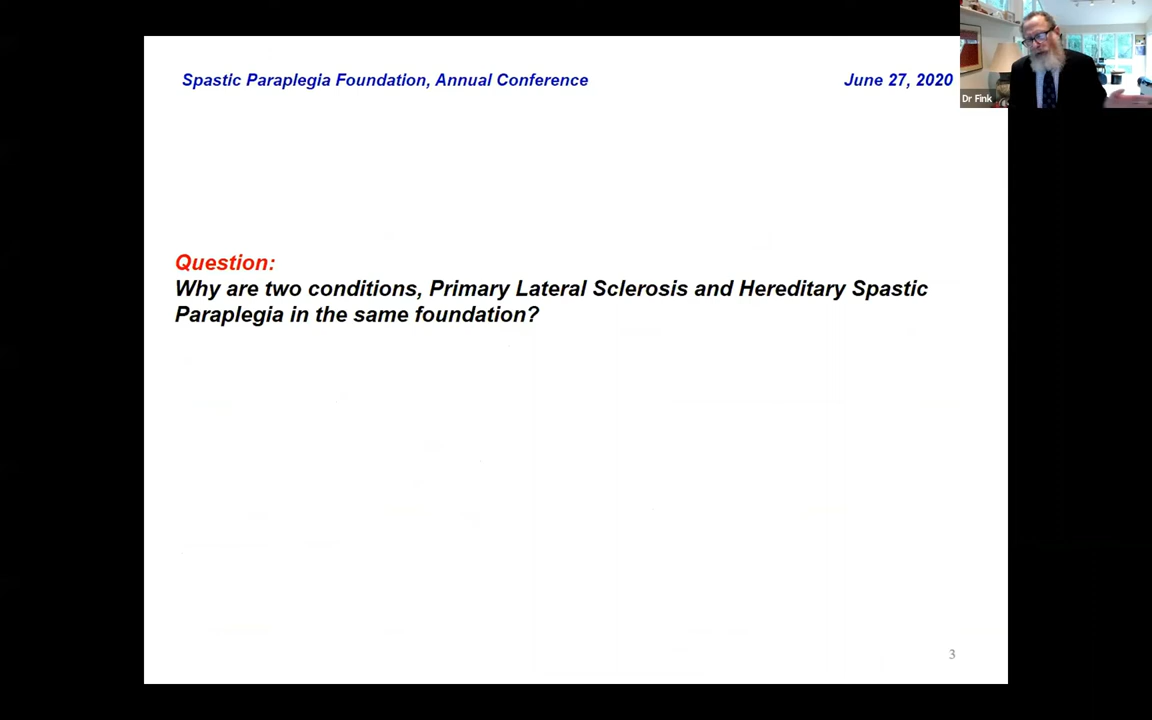 Spastic Paraplegia Foundation, Annual Conference June 27, 2020
Dr Fink
Question:
Why are two conditions, Primary Lateral Sclerosis and Hereditary Spastic
Paraplegia in the same foundation?
3